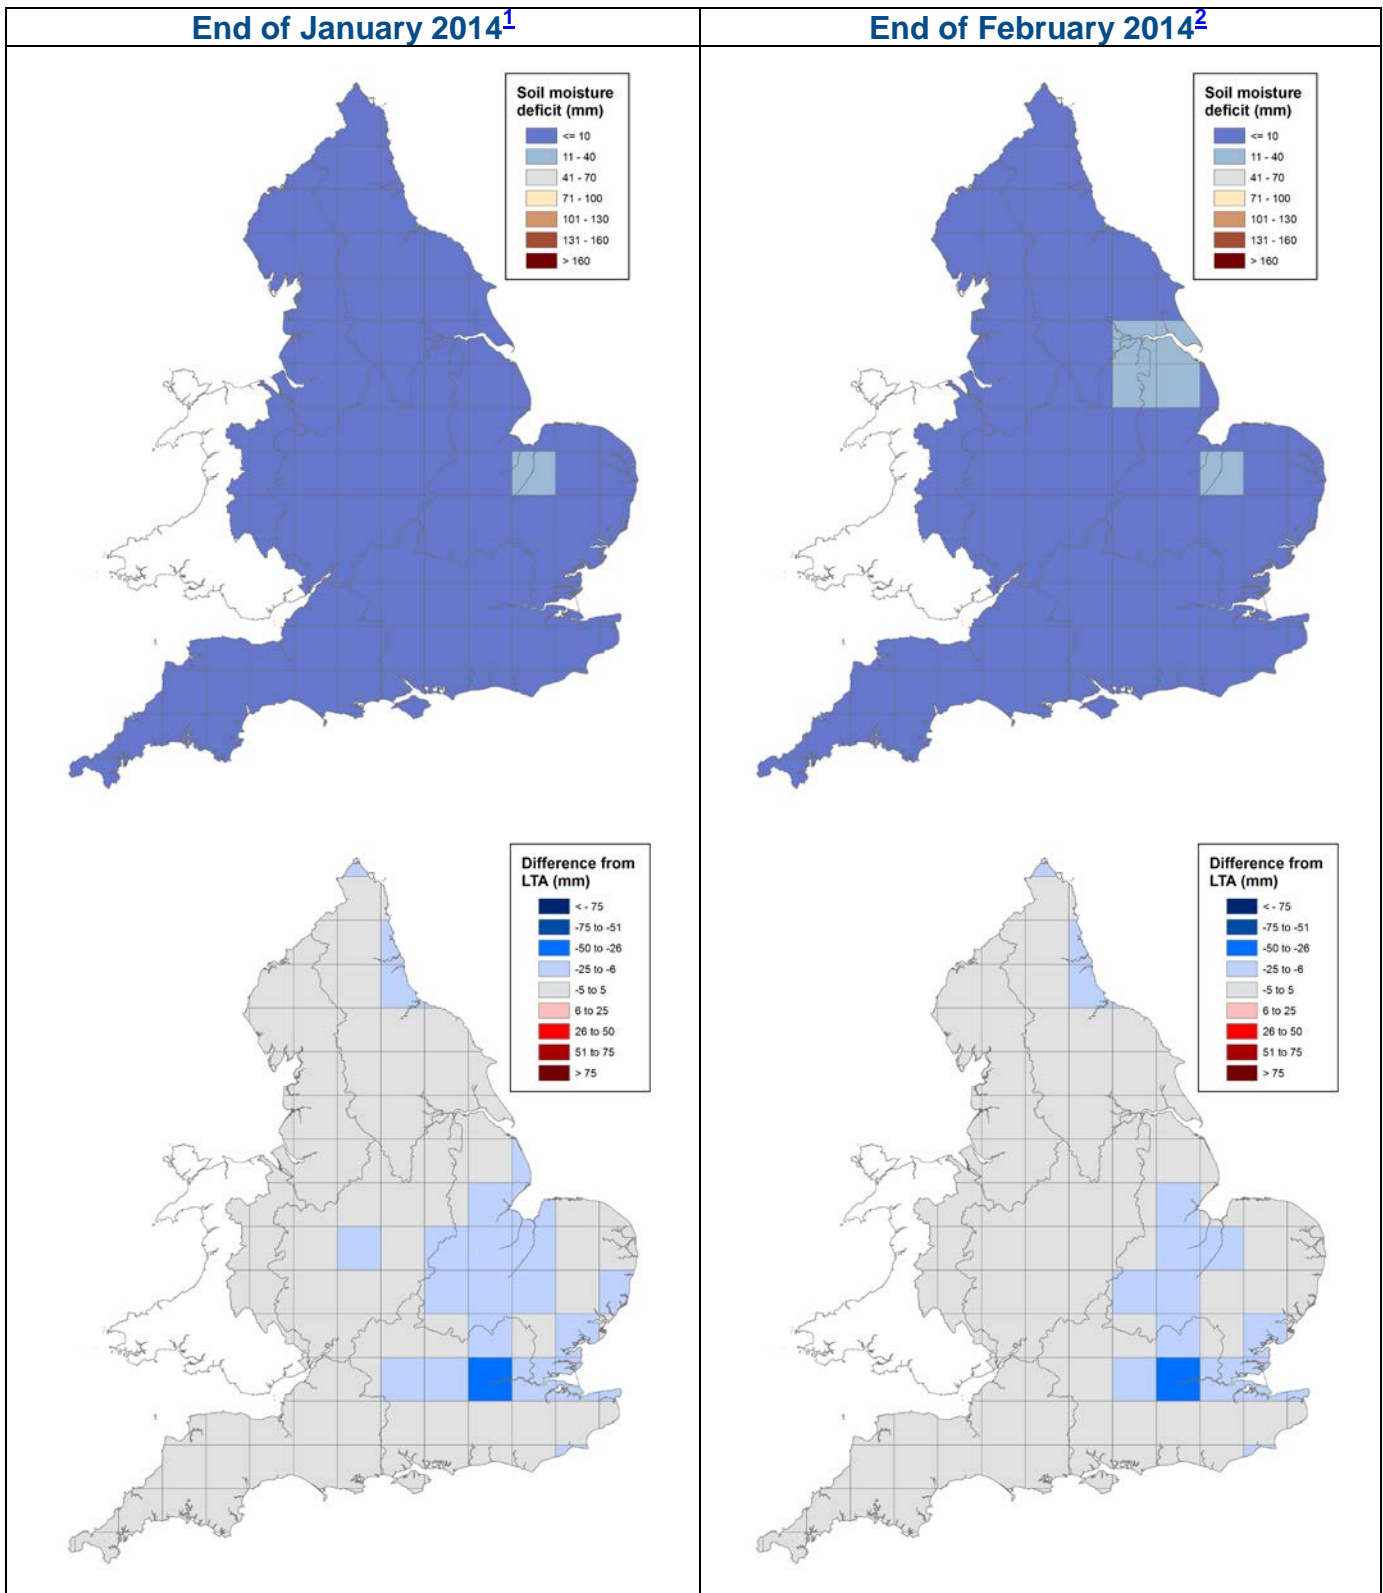 End of January 2014¹
End of February 2014²
Soil moisture
deficit (mm)
<= 10
11 - 40
41 - 70
71 - 100
101 - 130
131 - 160
> 160
Soil moisture
deficit (mm)
<= 10
11 - 40
41 - 70
71 - 100
101 - 130
131 - 160
> 160
Difference from
LTA (mm)
< - 75
-75 to -51
-50 to -26
-25 to -6
-5 to 5
6 to 25
26 to 50
51 to 75
> 75
Difference from
LTA (mm)
< - 75
-75 to -51
-50 to -26
-25 to -6
-5 to 5
6 to 25
26 to 50
51 to 75
> 75